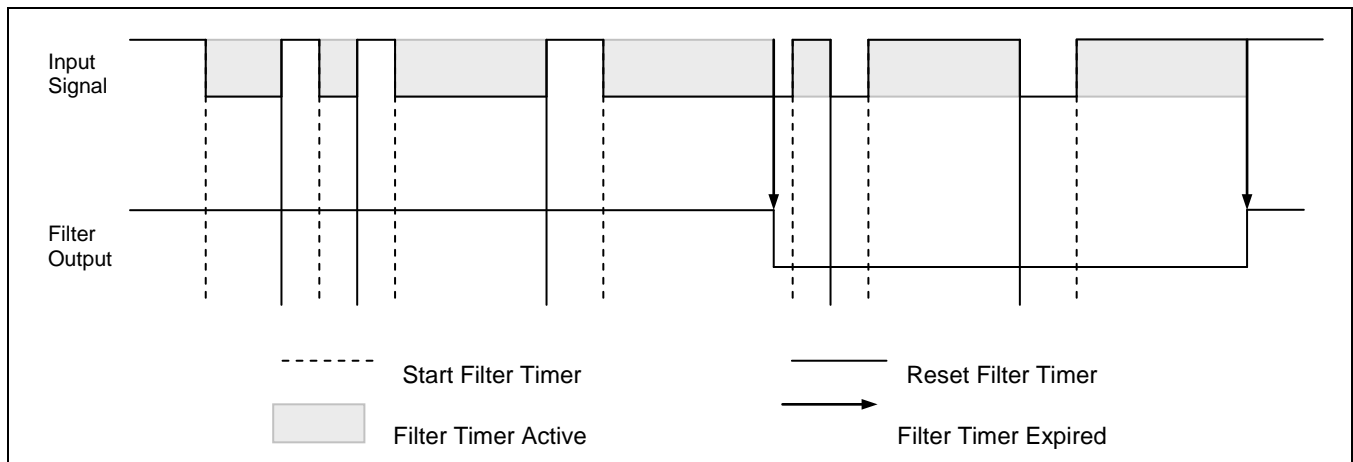 Input
Signal
Filter
Output
Start Filter Timer
Reset Filter Timer
Filter Timer Active
Filter Timer Expired